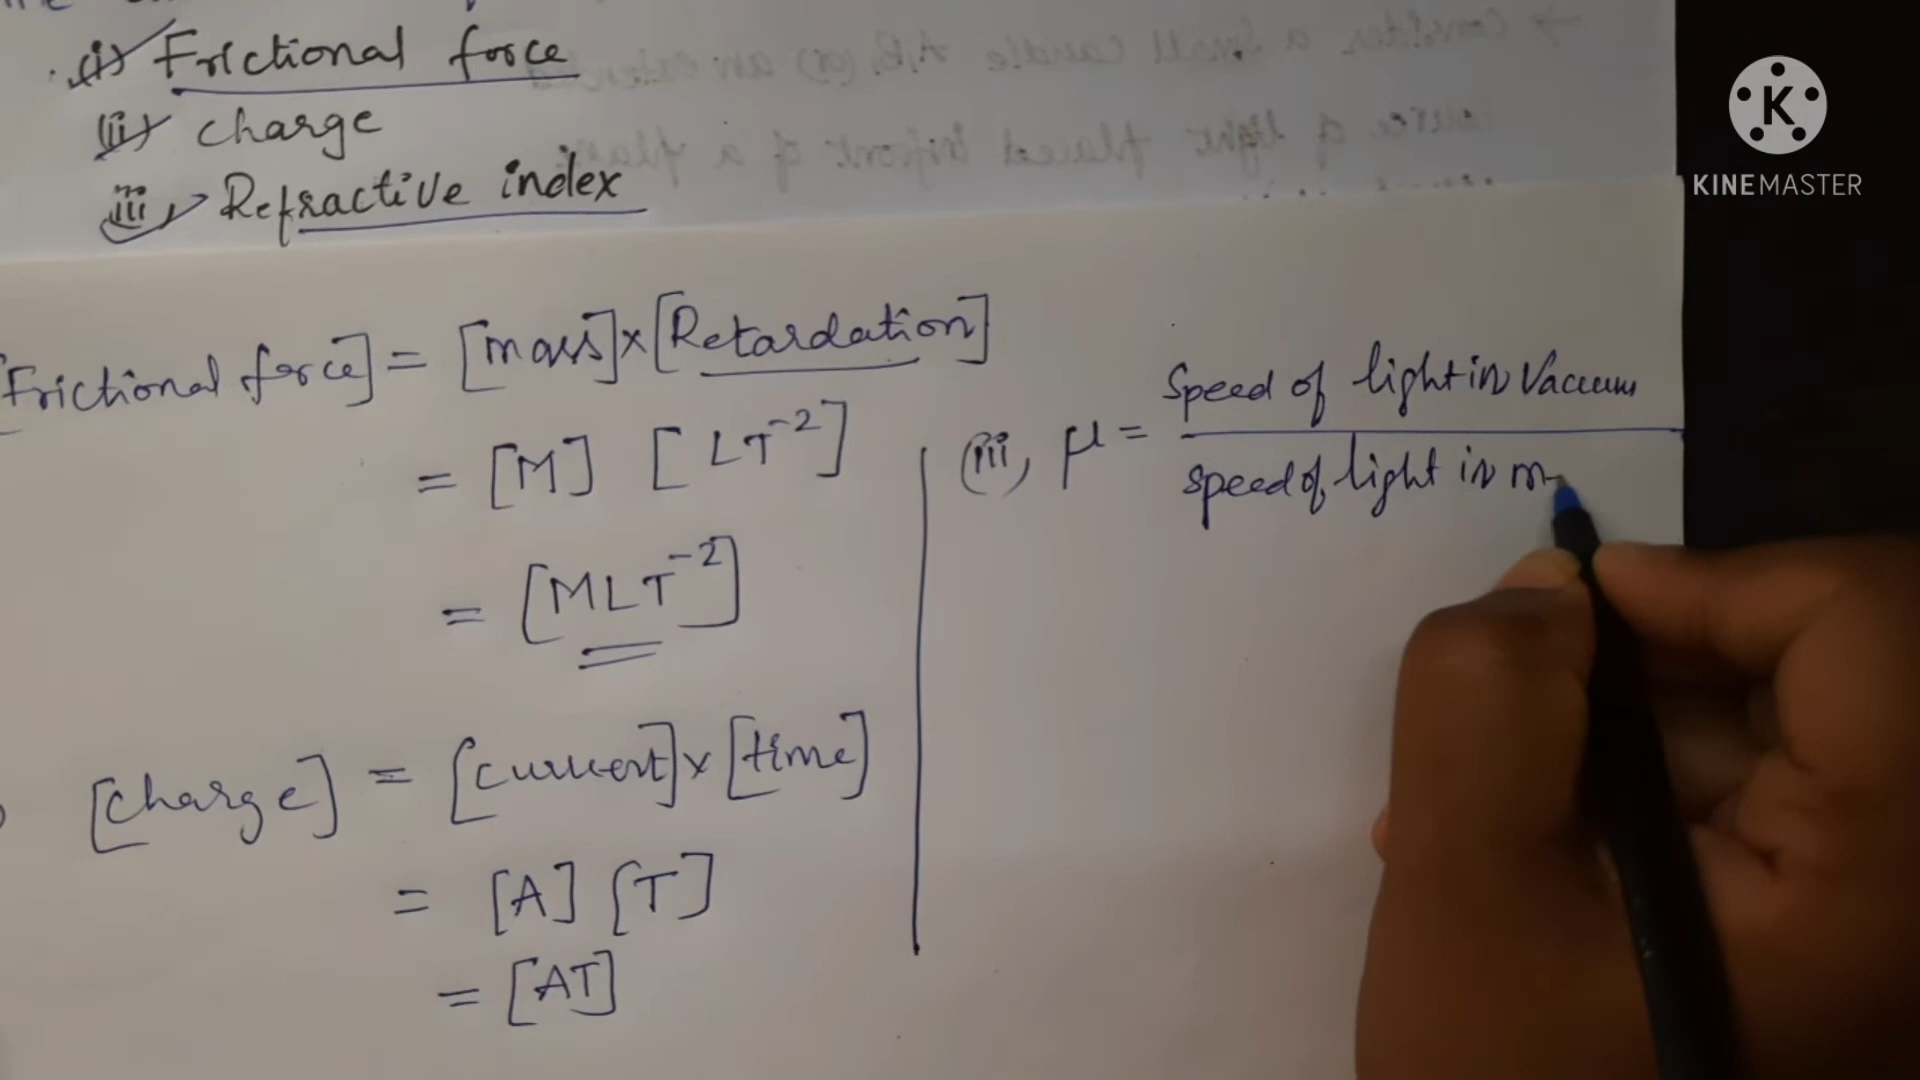 (i) Frictional force
(ii) charge
(iii) Refractive index
[Frictional force] = [mass] x [Retardation]
= [M] [LT⁻²]
= [MLT⁻²]
[charge] = [current] x [time]
= [A] [T]
= [AT]
(iii) μ = Speed of light in Vacuum
speed of light in m
KINEMASTER